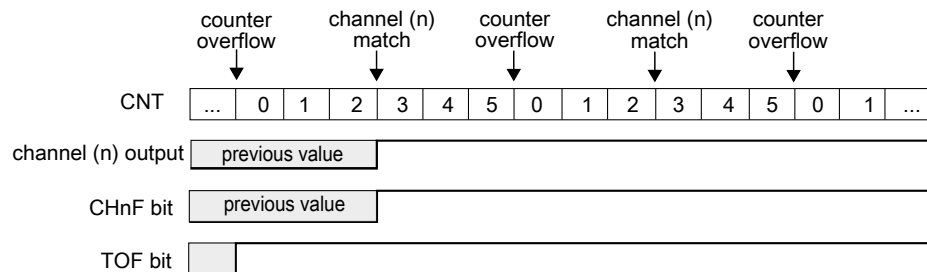 counter overflow channel (n) match counter overflow channel (n) match counter overflow
CNT ... 0 1 2 3 4 5 0 1 2 3 4 5 0 1 ...
channel (n) output previous value
CHnF bit previous value
TOF bit